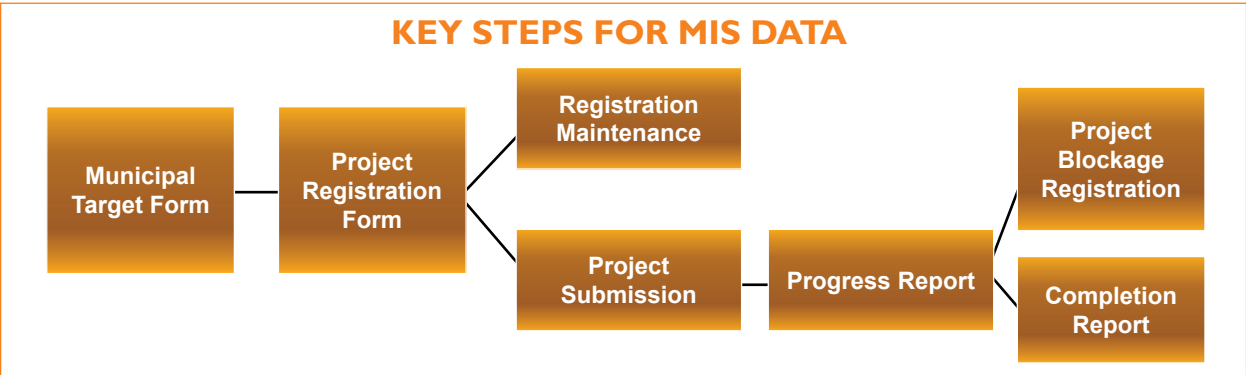 KEY STEPS FOR MIS DATA
Municipal
Target Form
Project
Registration
Form
Registration
Maintenance
Project
Submission
Progress Report
Project
Blockage
Registration
Completion
Report